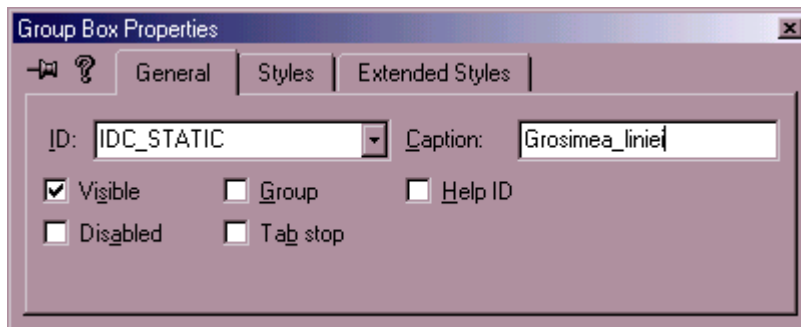 Group Box Properties
General Styles Extended Styles
ID: IDC_STATIC Caption: Grosimea_liniei
Visible Group Help ID
Disabled Tab stop